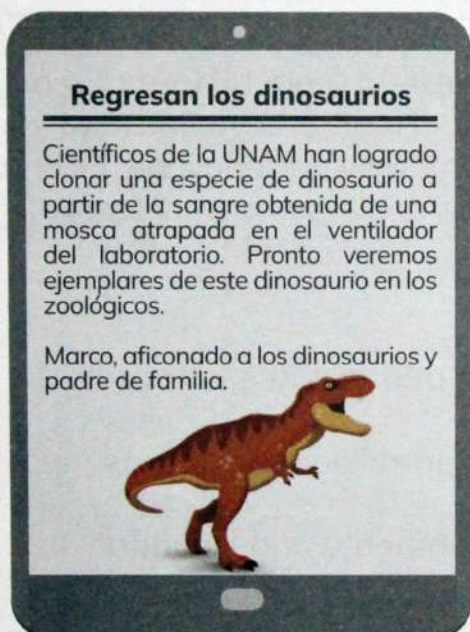 Regresan los dinosaurios
Científicos de la UNAM han logrado
clonar una especie de dinosaurio a
partir de la sangre obtenida de una
mosca atrapada en el ventilador
del laboratorio. Pronto veremos
ejemplares de este dinosaurio en los
zoológicos.
Marco, aficonado a los dinosaurios y
padre de familia.